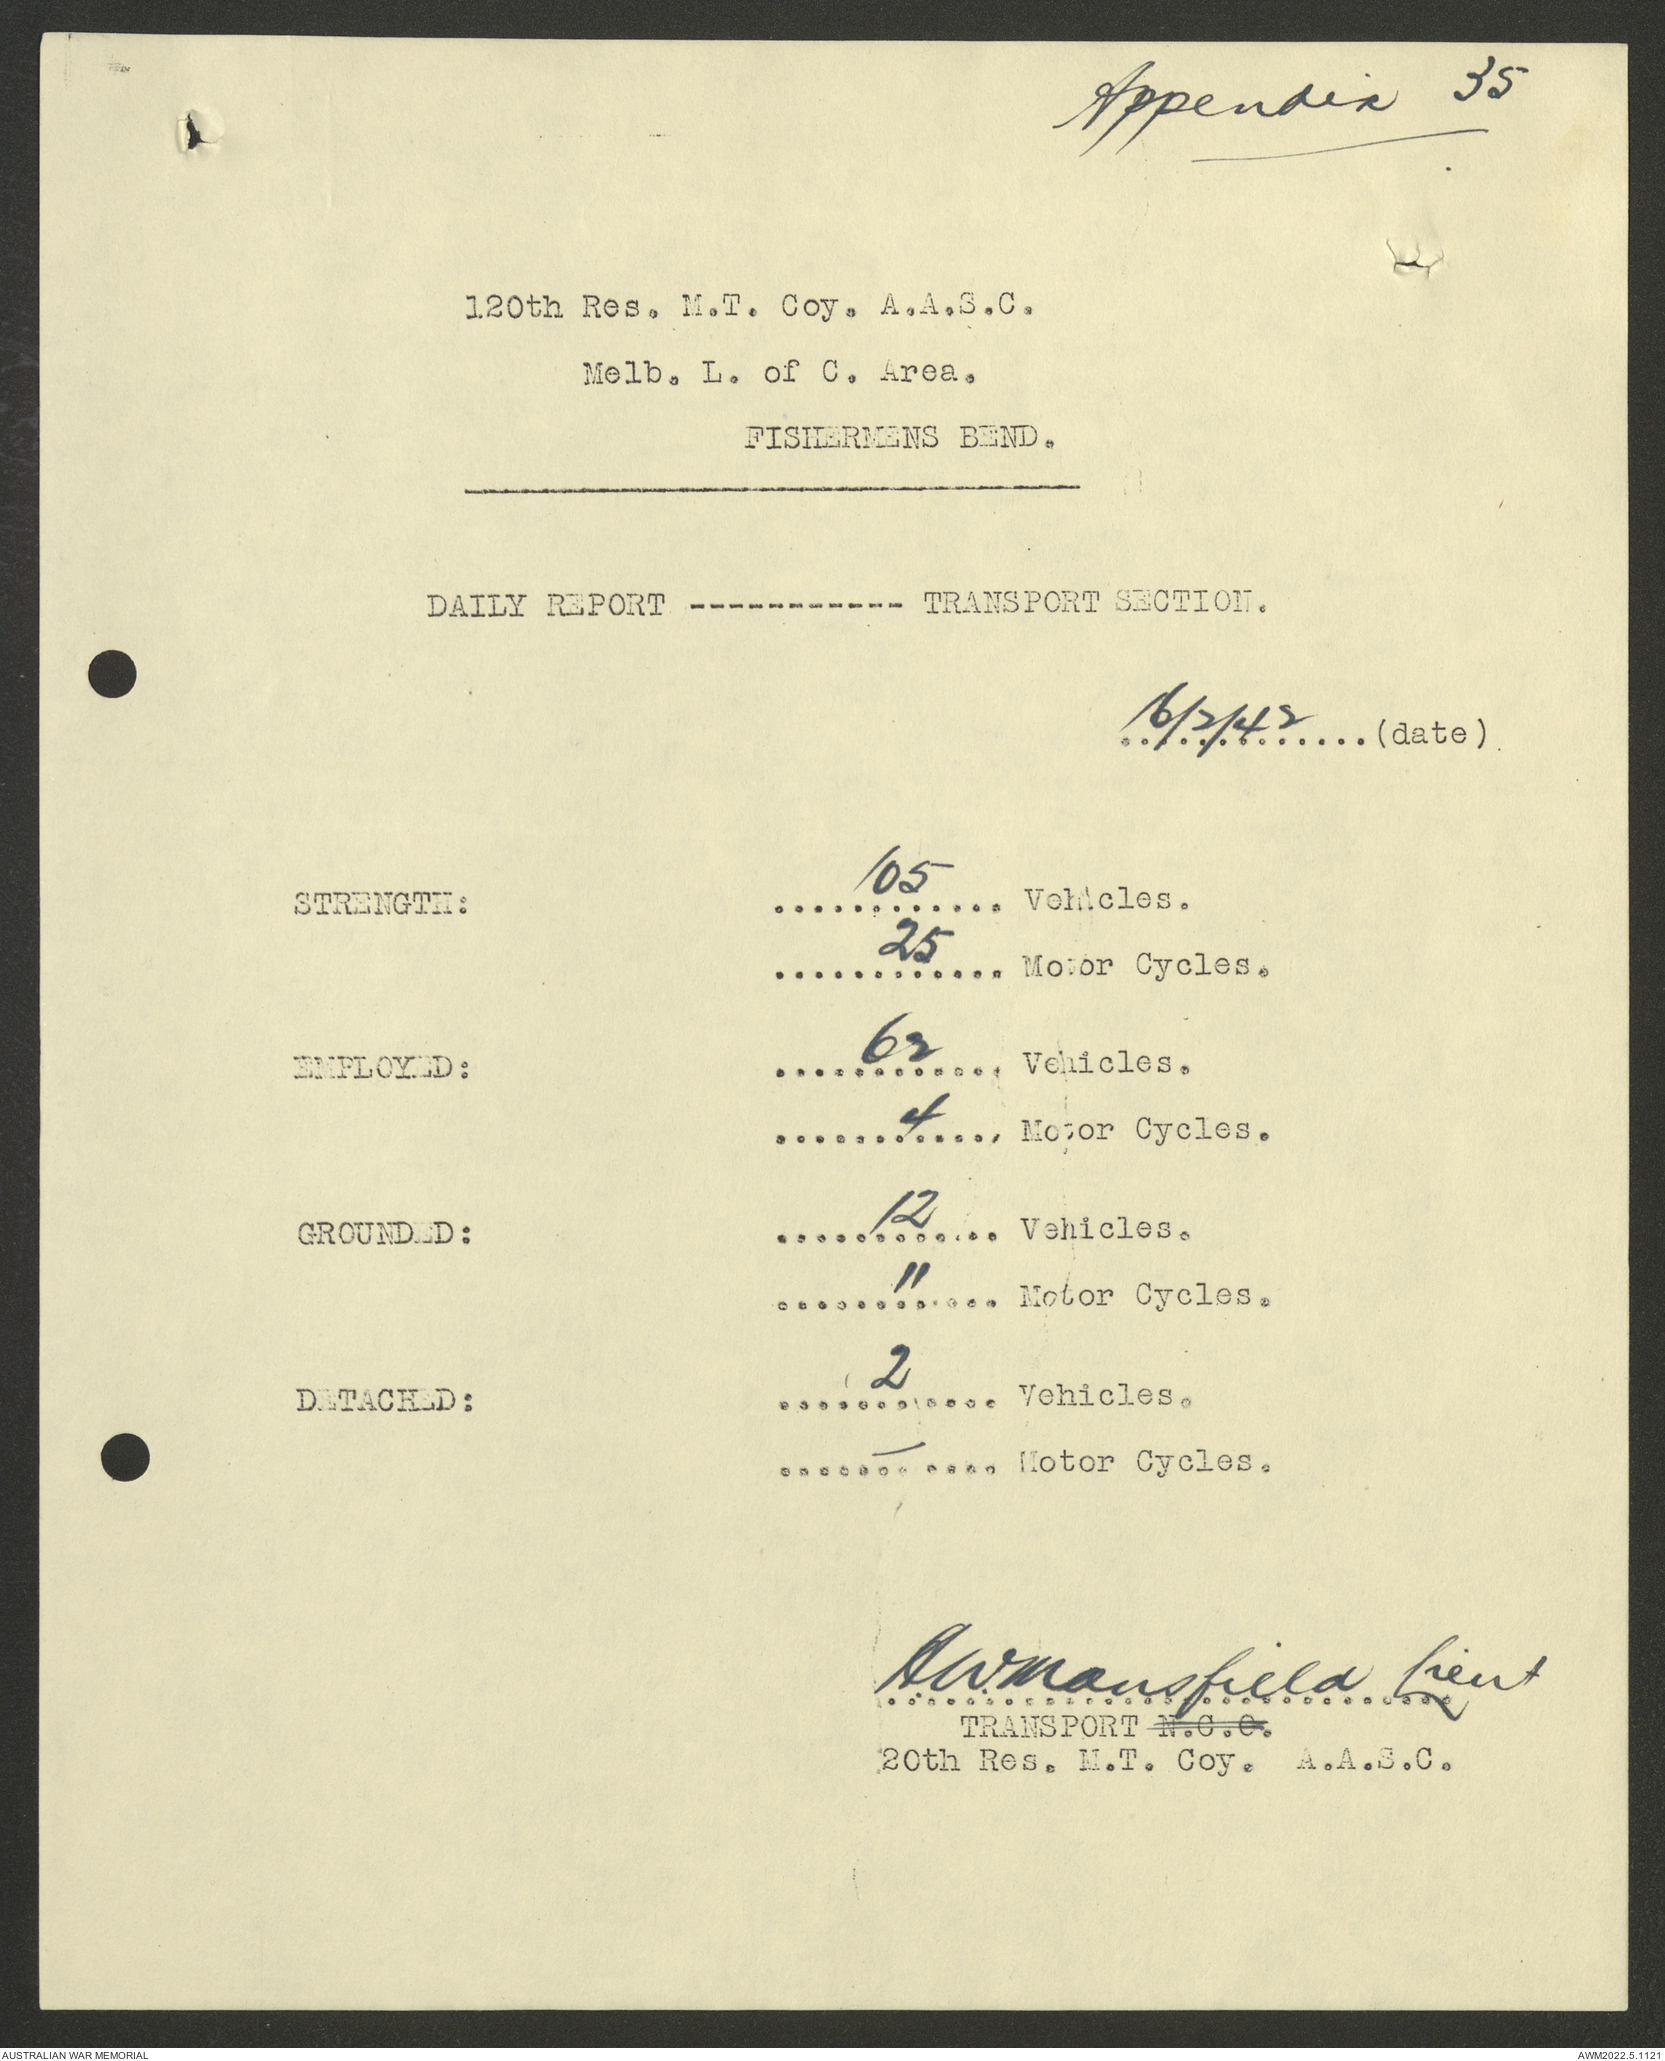 Appendix 35
120th Res. M.T. Coy. A.A.S.C.
Melb. L. of C. Area.
FISHERMENS BEND.
DAILY REPORT ----------- TRANSPORT SECTION.
16/2/42 ............. (date)
STRENGTH: 105 ............ Vehicles.
25 ............ Motor Cycles.
EMPLOYED: 62 ............ Vehicles.
4 ............ Motor Cycles.
GROUNDED: 12 ............ Vehicles.
11 ............ Motor Cycles.
DETACHED: 2 ............ Vehicles.
— ............ Motor Cycles.
AWMansfield Lieut
TRANSPORT N.C.O.
20th Res. M.T. Coy. A.A.S.C.
AUSTRALIAN WAR MEMORIAL
AWM2022.5.1121